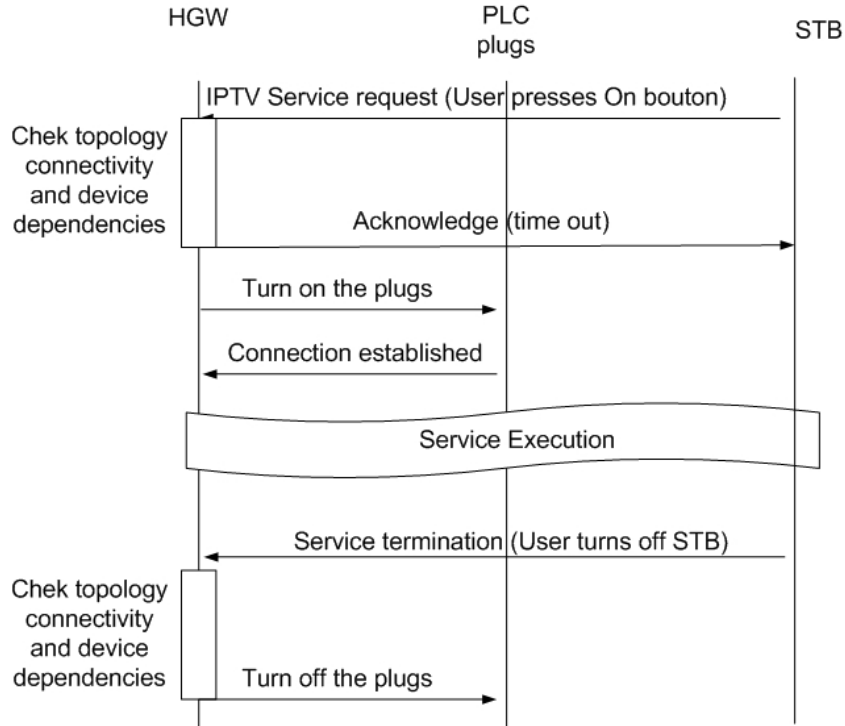 HGW
PLC
plugs
STB
IPTV Service request (User presses On bouton)
Chek topology
connectivity
and device
dependencies
Acknowledge (time out)
Turn on the plugs
Connection established
Service Execution
Service termination (User turns off STB)
Chek topology
connectivity
and device
dependencies
Turn off the plugs